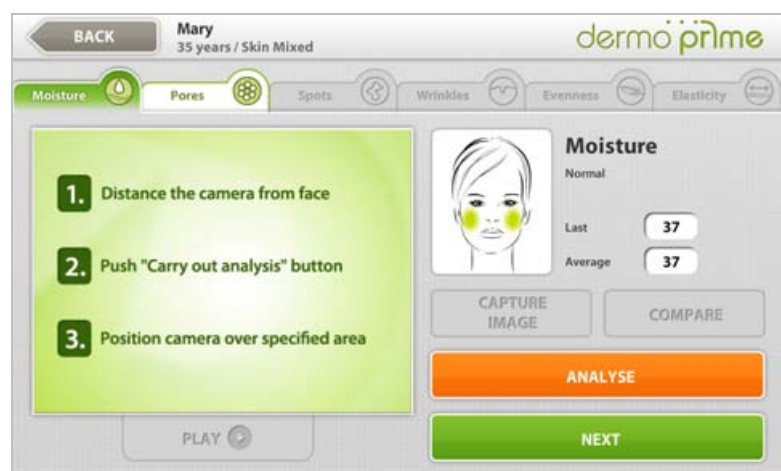 BACK
Mary
35 years / Skin Mixed
dermo prime
Moisture
Pores
Spots
Wrinkles
Evenness
Elasticity
1. Distance the camera from face
2. Push "Carry out analysis" button
3. Position camera over specified area
PLAY
Moisture
Normal
Last 37
Average 37
CAPTURE
IMAGE
COMPARE
ANALYSE
NEXT